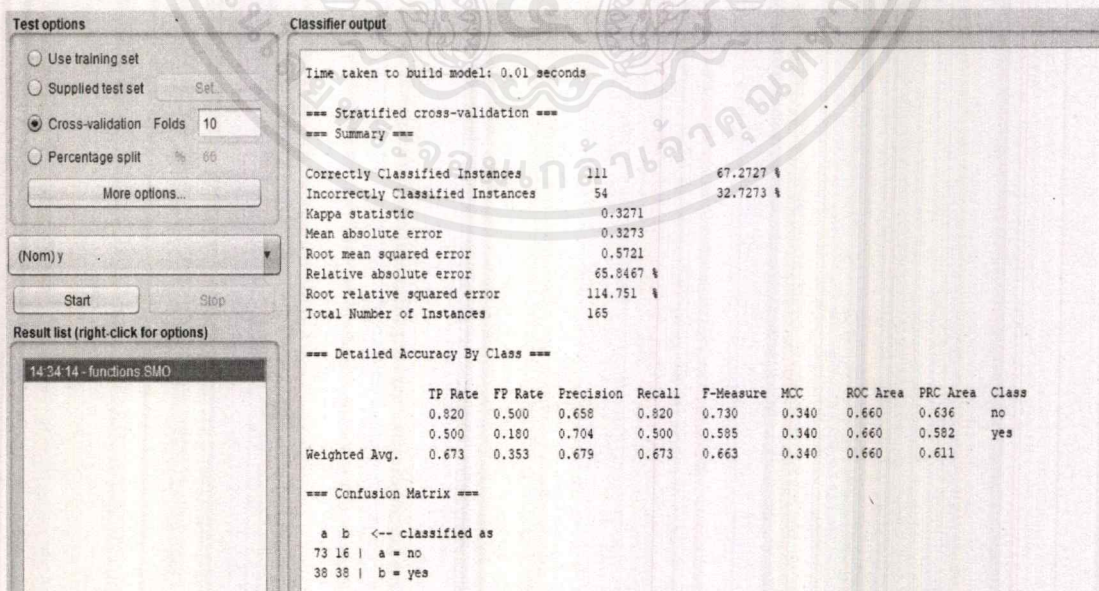 Test options
Use training set
Supplied test set Set...
Cross-validation Folds 10
Percentage split % 66
More options...
(Nom) y
Start Stop
Result list (right-click for options)
14:34:14 - functions.SMO
Classifier output
Time taken to build model: 0.01 seconds
=== Stratified cross-validation ===
=== Summary ===
Correctly Classified Instances 111 67.2727 %
Incorrectly Classified Instances 54 32.7273 %
Kappa statistic 0.3271
Mean absolute error 0.3273
Root mean squared error 0.5721
Relative absolute error 65.8467 %
Root relative squared error 114.751 %
Total Number of Instances 165
=== Detailed Accuracy By Class ===
TP Rate FP Rate Precision Recall F-Measure MCC ROC Area PRC Area Class
0.820 0.500 0.658 0.820 0.730 0.340 0.660 0.636 no
0.500 0.180 0.704 0.500 0.585 0.340 0.660 0.582 yes
Weighted Avg. 0.673 0.353 0.679 0.673 0.663 0.340 0.660 0.611
=== Confusion Matrix ===
a b <-- classified as
73 16 | a = no
38 38 | b = yes